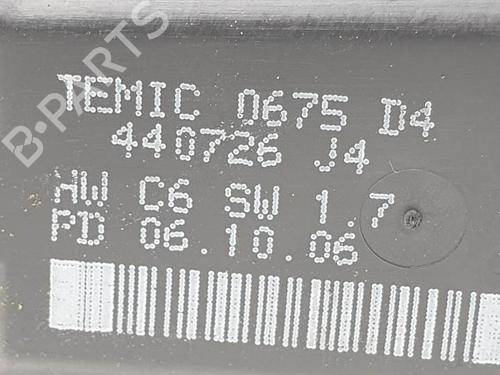 B-PARTS
TEMIC 0675 D4
440726 J4
HW C6 SW 1.7
PD 06.10.06